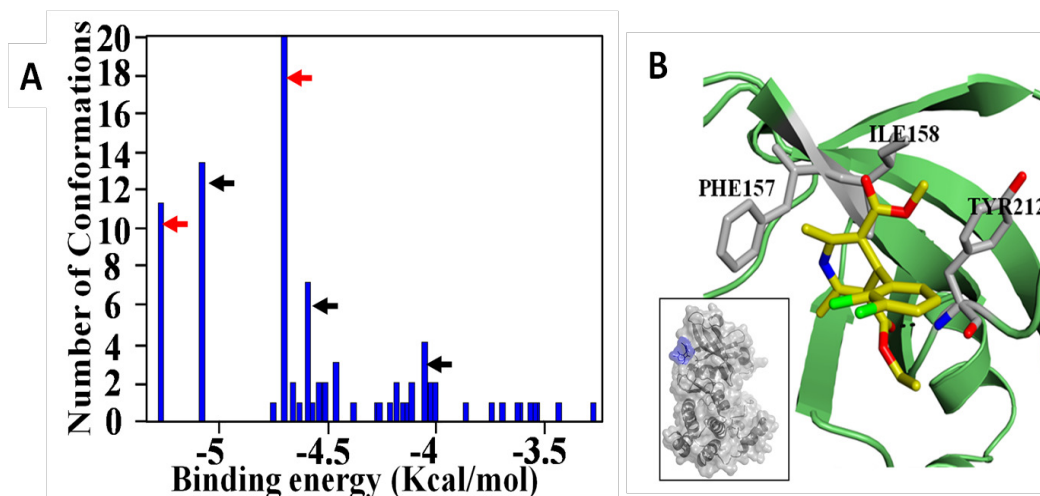 A
Number of Conformations
20
18
16
14
12
10
8
6
4
2
0
-5
-4.5
-4
-3.5
Binding energy (Kcal/mol)
B
ILE158
PHE157
TYR212